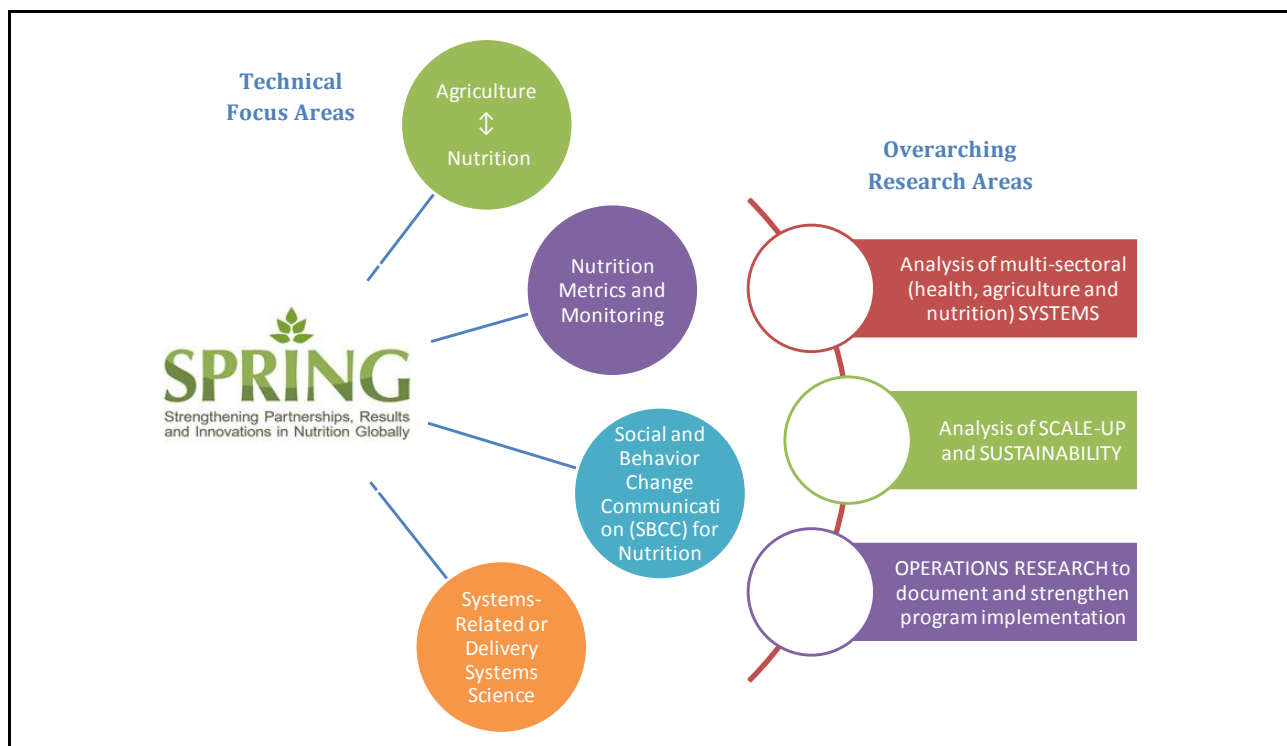 Technical
Focus Areas
Agriculture
↕
Nutrition
Nutrition
Metrics and
Monitoring
SPRING
Strengthening Partnerships, Results
and Innovations in Nutrition Globally
Social and
Behavior
Change
Communicati
on (SBCC) for
Nutrition
Systems-
Related or
Delivery
Systems
Science
Overarching
Research Areas
Analysis of multi-sectoral
(health, agriculture and
nutrition) SYSTEMS
Analysis of SCALE-UP
and SUSTAINABILITY
OPERATIONS RESEARCH to
document and strengthen
program implementation